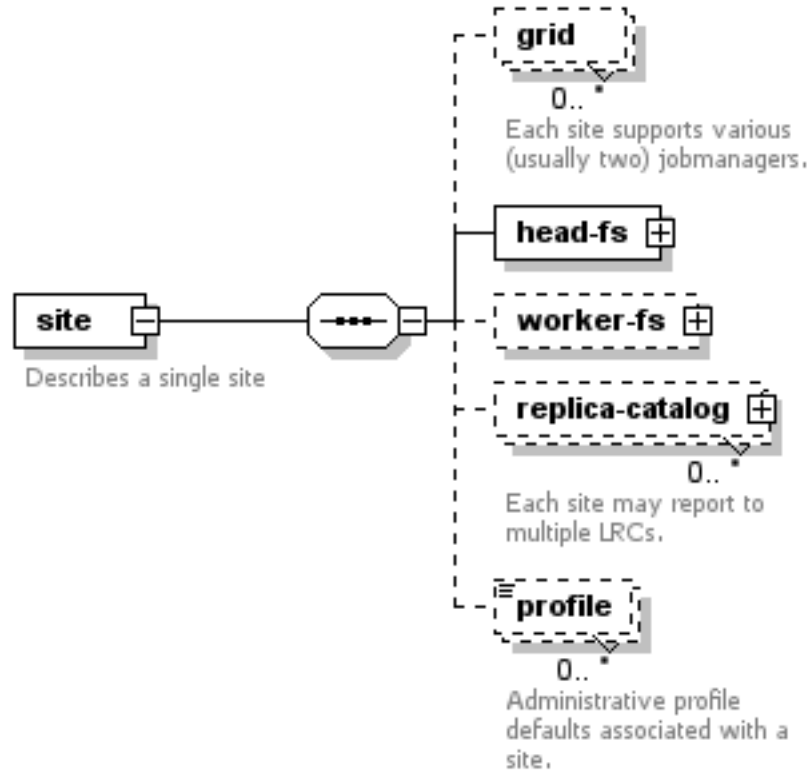 grid
0..*
Each site supports various
(usually two) jobmanagers.
head-fs
site
worker-fs
Describes a single site
replica-catalog
0..*
Each site may report to
multiple LRCs.
profile
0..*
Administrative profile
defaults associated with a
site.